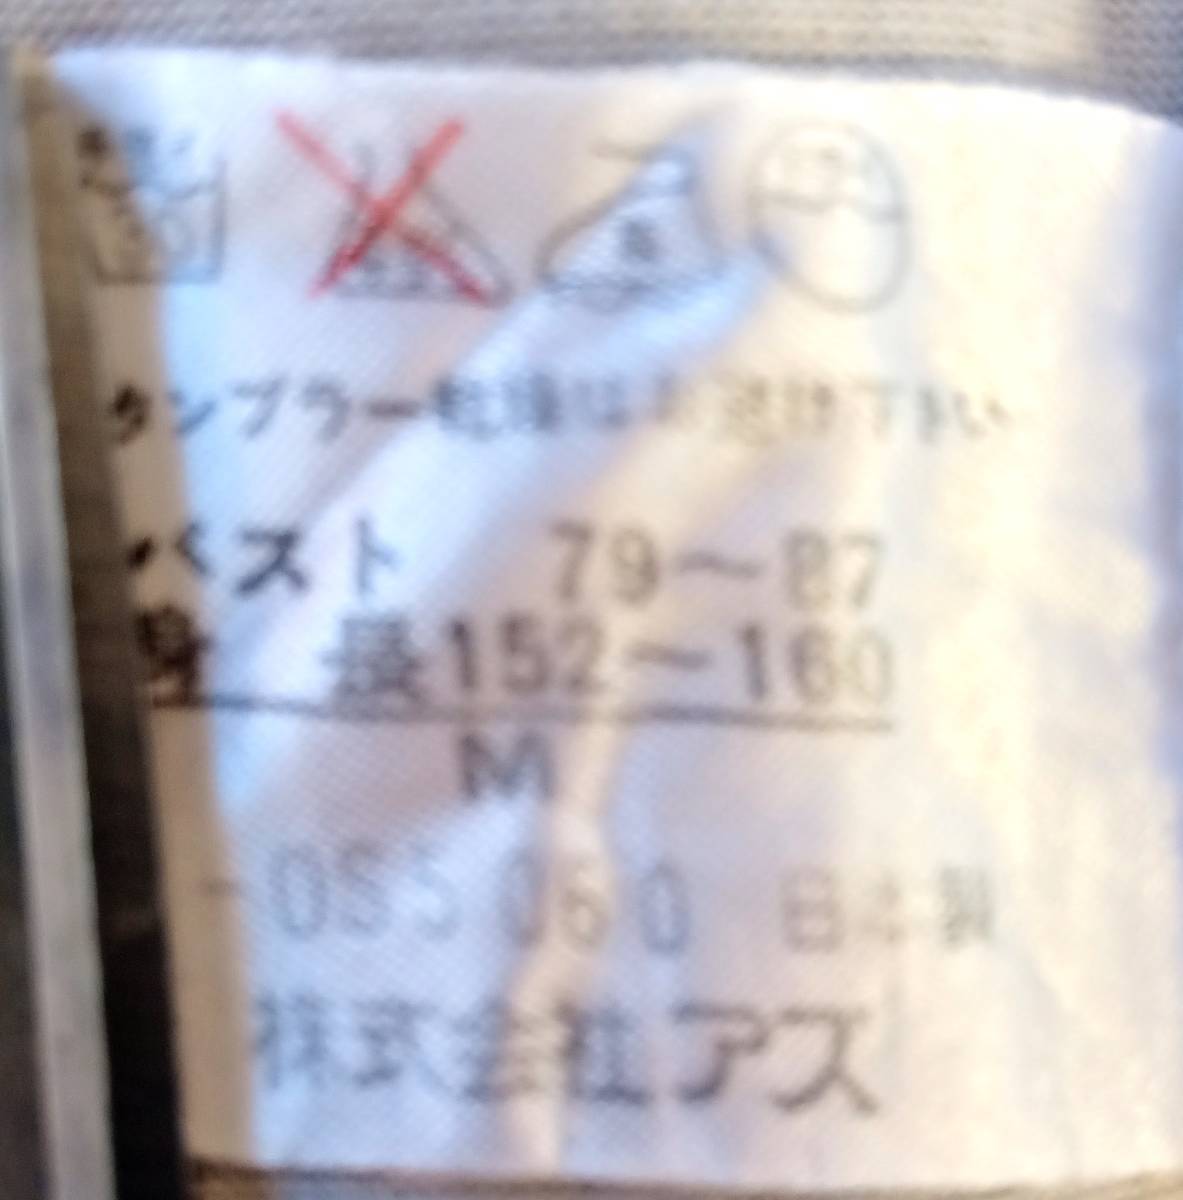 タンブラー乾燥はお避け下さい
バスト 79〜87
身 長152〜160
M
日本製
株式会社アズ